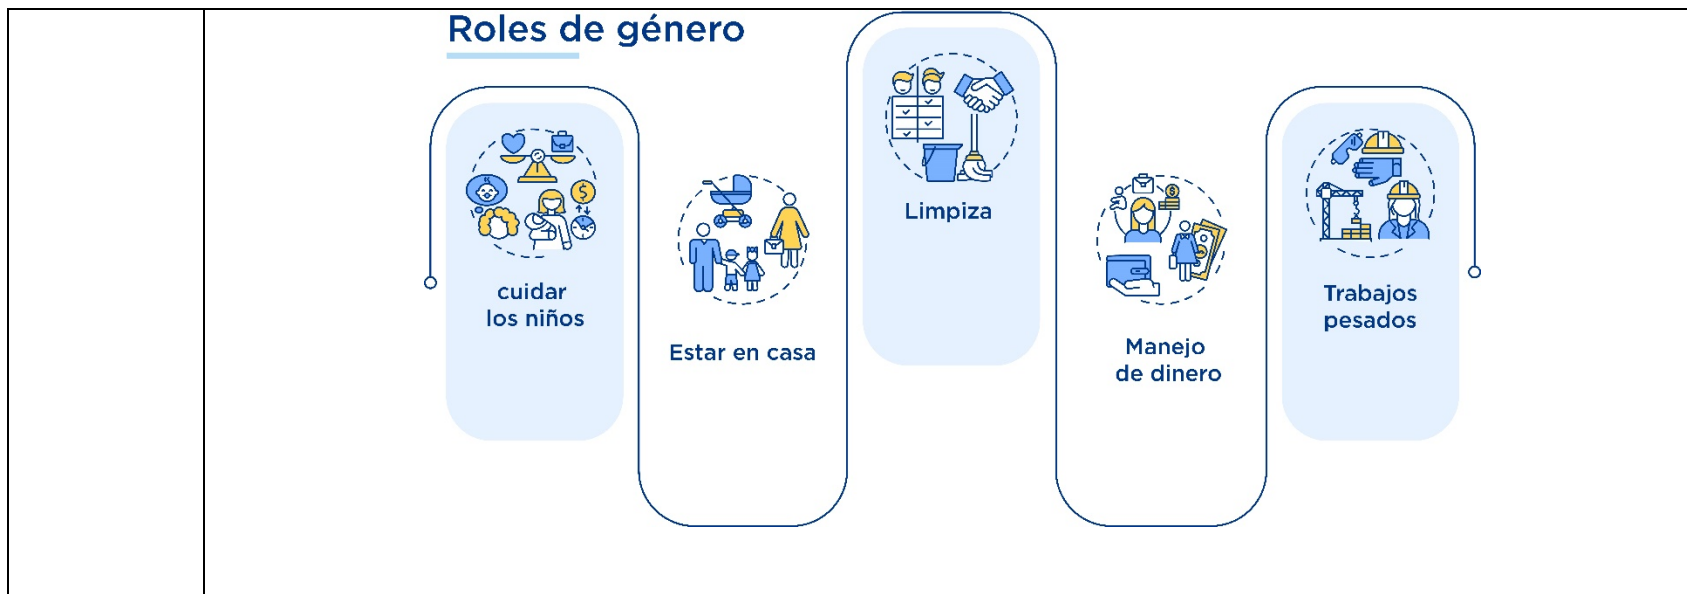 Roles de género
cuidar
los niños
Estar en casa
Limpiza
Manejo
de dinero
Trabajos
pesados